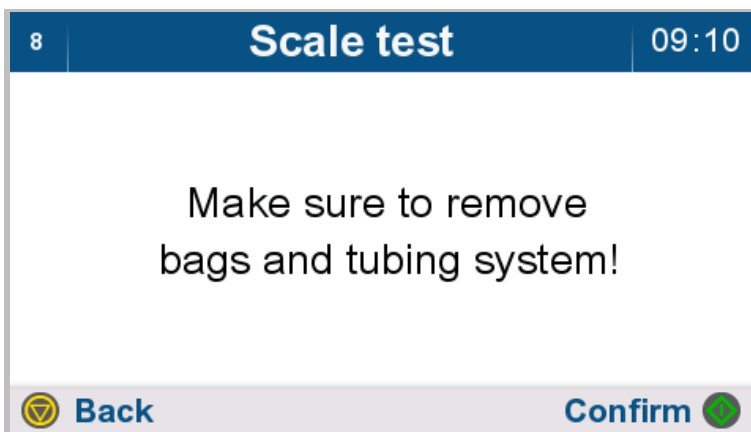 8
Scale test
09:10
Make sure to remove
bags and tubing system!
Back
Confirm